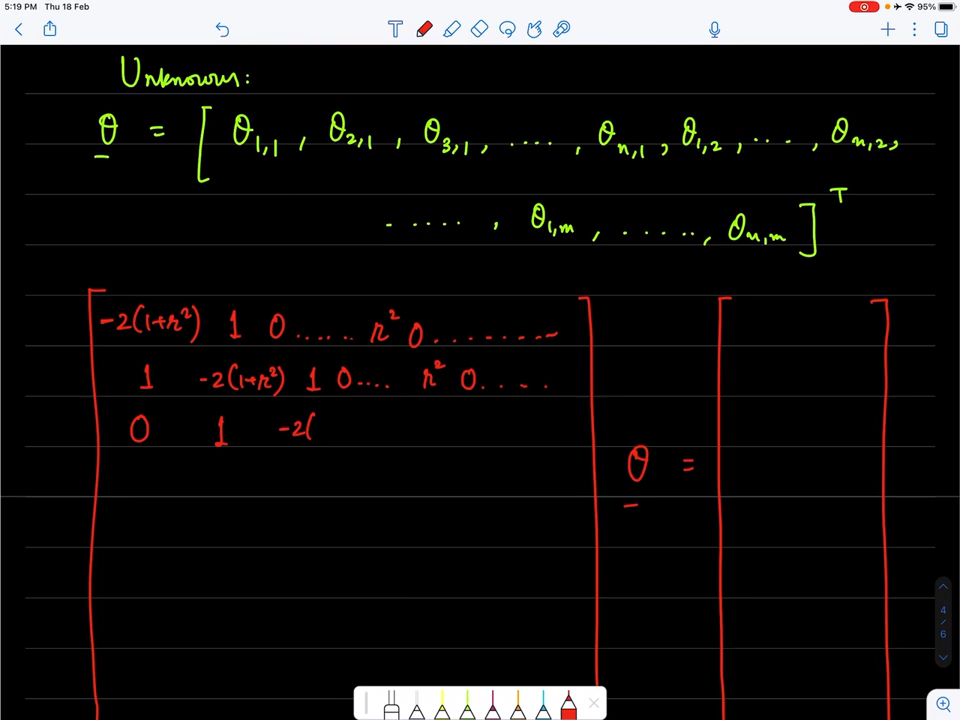 5:19 PM Thu 18 Feb 95%
Unknowns:
θ = [ θ1,1 , θ2,1 , θ3,1 , .... , θn,1 , θ1,2 , .... , θn,2 ,
..... , θ1,m , ..... , θn,m ]^T
-2(1+r²) 1 0 ...... r² 0 ........
1 -2(1+r²) 1 0 .... r² 0 .....
0 1 -2(
θ =
4
/
6